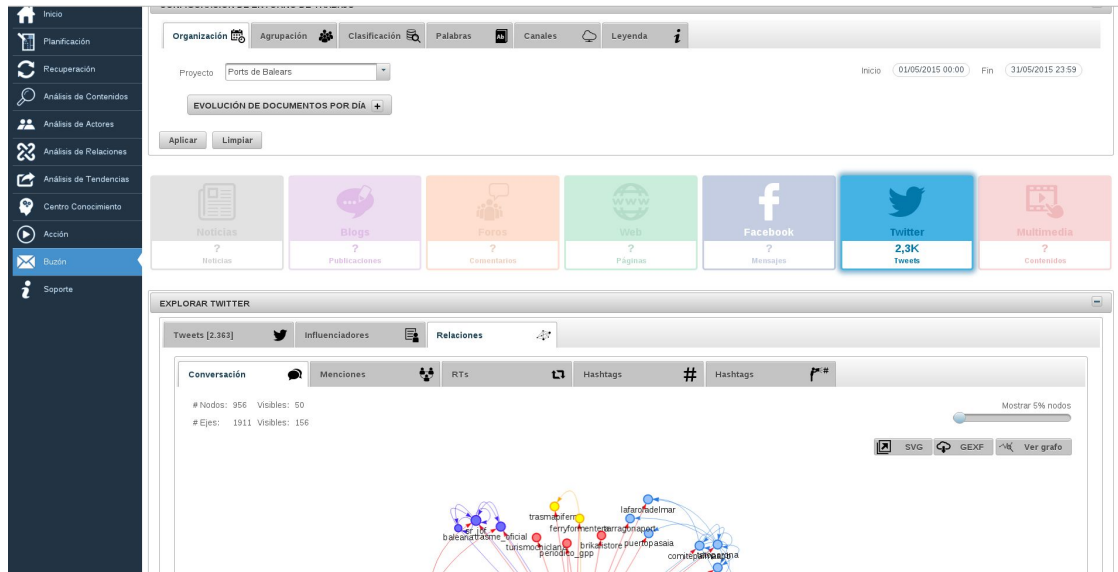 Inicio
Planificación
Recuperación
Análisis de Contenidos
Análisis de Actores
Análisis de Relaciones
Análisis de Tendencias
Centro Conocimiento
Acción
Buzón
Soporte
Organización Agrupación Clasificación Palabras Ab Canales Leyenda
Proyecto Ports de Balears Inicio 01/05/2015 00:00 Fin 31/05/2015 23:59
EVOLUCIÓN DE DOCUMENTOS POR DÍA +
Aplicar Limpiar
www
Noticias Blogs Foros Web Facebook Twitter Multimedia
? ? ? ? ? 2,3K ?
Noticias Publicaciones Comentarios Páginas Mensajes Tweets Contenidos
EXPLORAR TWITTER
Tweets [2.363] Influenciadores Relaciones
Conversación Menciones RTs Hashtags # Hashtags #
# Nodos: 956 Visibles: 50 Mostrar 5% nodos
# Ejes: 1911 Visibles: 156
SVG GEXF Ver grafo
lafarofadelmar
puertopasaia
periodico_gpp